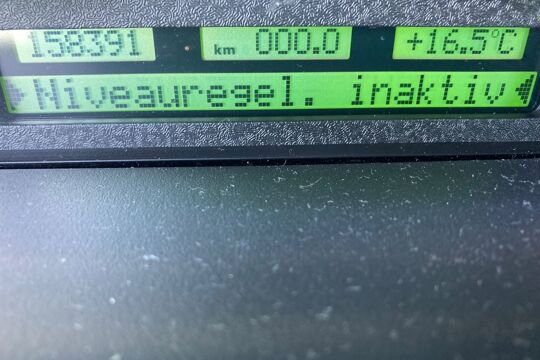 158391 km 000.0 +16.5°C
Niveauregel. inaktiv